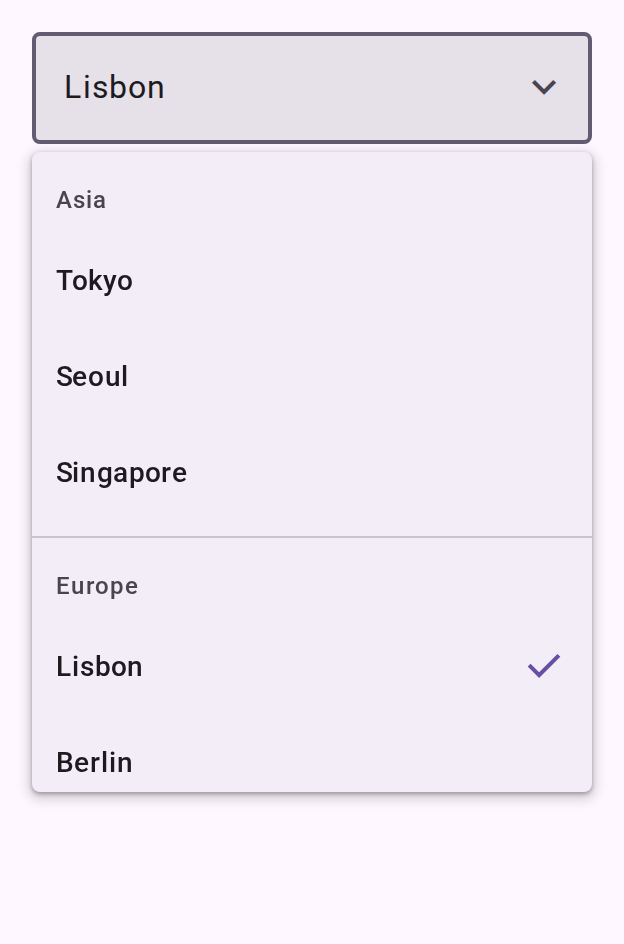 Lisbon
Asia
Tokyo
Seoul
Singapore
Europe
Lisbon
Berlin